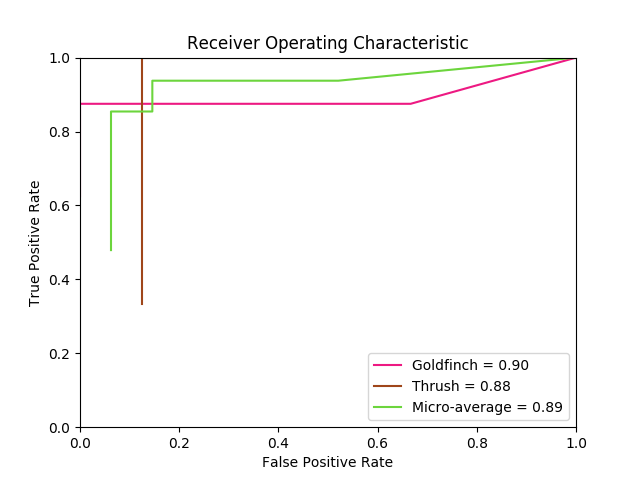 Receiver Operating Characteristic
1.0
0.8
0.6
0.4
0.2
0.0
True Positive Rate
0.0 0.2 0.4 0.6 0.8 1.0
False Positive Rate
Goldfinch = 0.90
Thrush = 0.88
Micro-average = 0.89